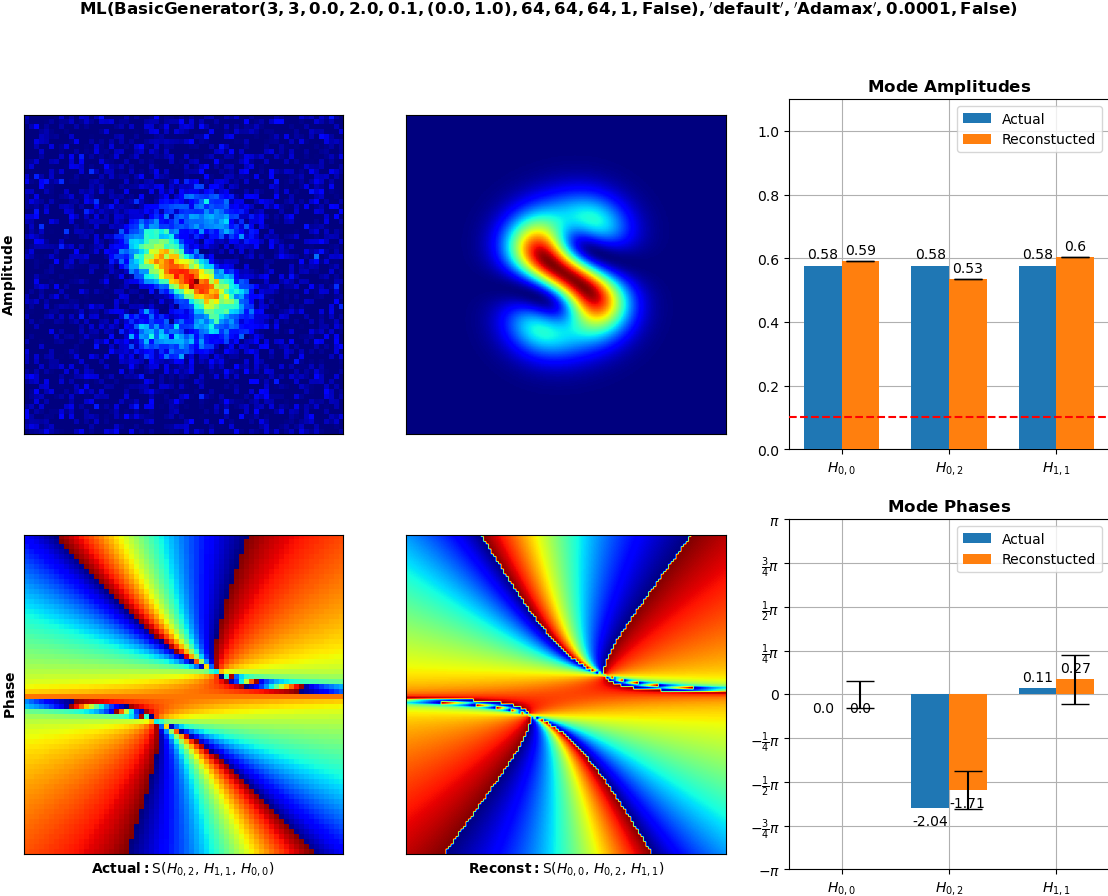 ML(BasicGenerator(3, 3, 0.0, 2.0, 0.1, (0.0, 1.0), 64, 64, 64, 1, False), 'default', 'Adamax', 0.0001, False)
Amplitude
Mode Amplitudes
Actual
Reconstucted
1.0
0.8
0.6
0.4
0.2
0.0
0.58
0.59
0.58
0.53
0.58
0.6
H0,0
H0,2
H1,1
Phase
Actual: S(H0,2, H1,1, H0,0)
Reconst: S(H0,0, H0,2, H1,1)
Mode Phases
Actual
Reconstucted
π
3/4π
1/2π
1/4π
0
−1/4π
−1/2π
−3/4π
−π
0.0
-0.0
-2.04
-1.71
0.11
0.27
H0,0
H0,2
H1,1